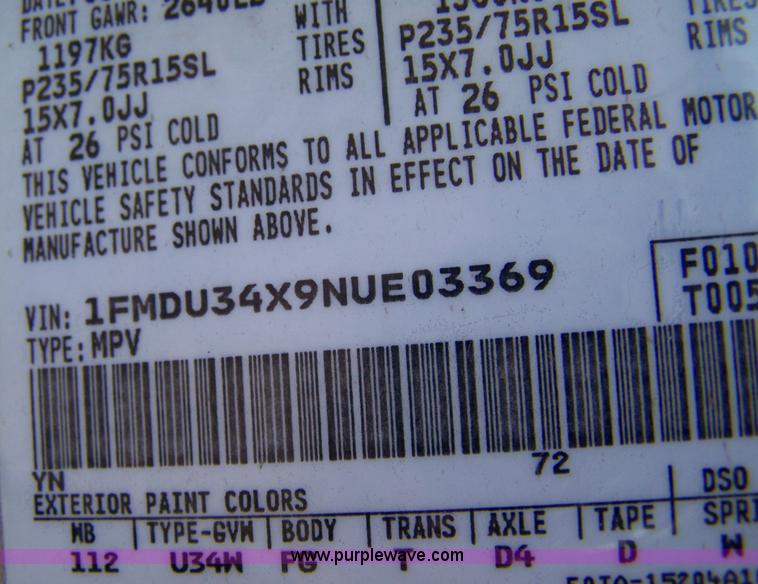 FRONT GAWR: 2640LB WITH
1197KG TIRES
P235/75R15SL RIMS
15X7.0JJ
AT 26 PSI COLD
P235/75R15SL RIMS
15X7.0JJ
AT 26 PSI COLD
THIS VEHICLE CONFORMS TO ALL APPLICABLE FEDERAL MOTOR
VEHICLE SAFETY STANDARDS IN EFFECT ON THE DATE OF
MANUFACTURE SHOWN ABOVE.
VIN: 1FMDU34X9NUE03369 F010
TYPE: MPV T005
72
YN
EXTERIOR PAINT COLORS DSO
WB TYPE-GVW BODY TRANS AXLE TAPE SPRI
112 U34W FG T D4 D W
www.purplewave.com